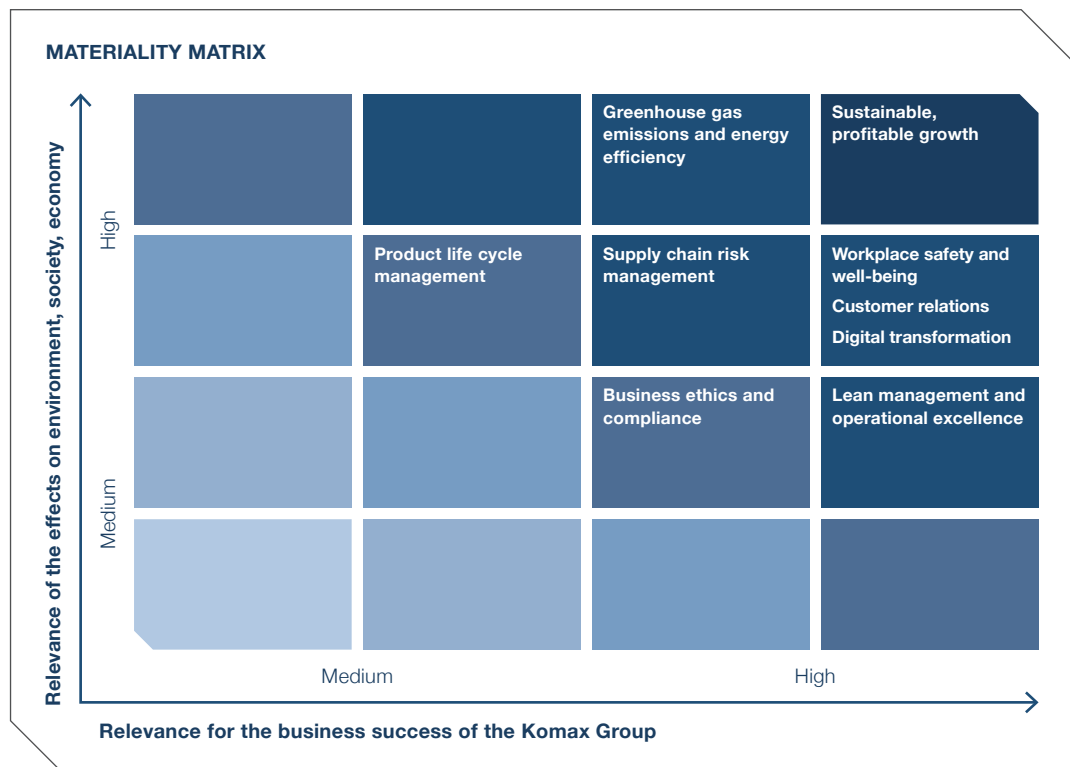 MATERIALITY MATRIX
Relevance of the effects on environment, society, economy
High
Medium
Greenhouse gas
emissions and energy
efficiency
Sustainable,
profitable growth
Product life cycle
management
Supply chain risk
management
Workplace safety and
well-being
Customer relations
Digital transformation
Business ethics and
compliance
Lean management and
operational excellence
Medium
High
Relevance for the business success of the Komax Group